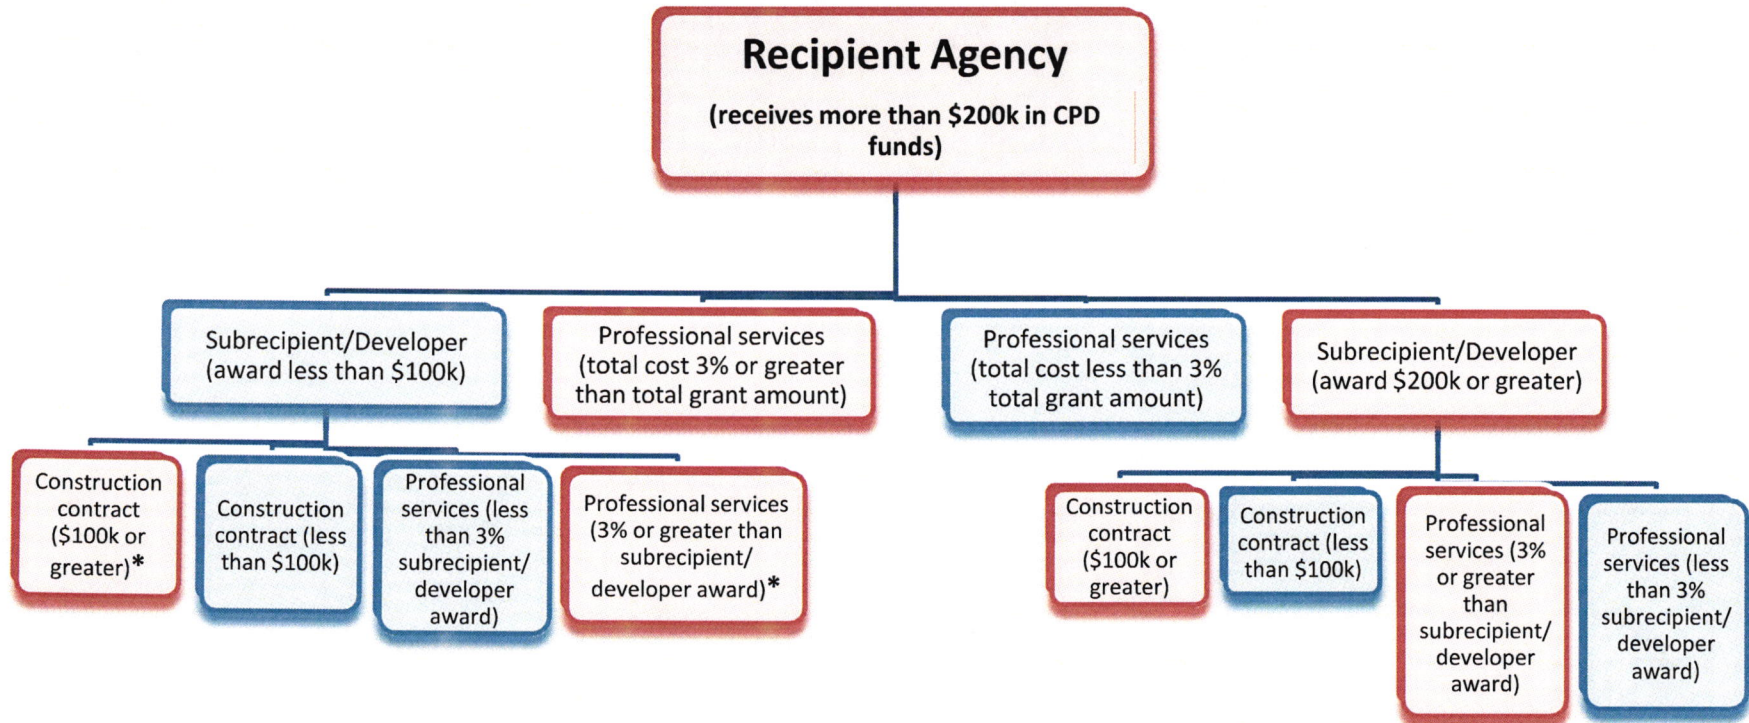 Recipient Agency
(receives more than $200k in CPD
funds)
Subrecipient/Developer
(award less than $100k)
Professional services
(total cost 3% or greater
than total grant amount)
Professional services
(total cost less than 3%
total grant amount)
Subrecipient/Developer
(award $200k or greater)
Construction
contract
($100k or
greater)*
Construction
contract (less
than $100k)
Professional
services (less
than 3%
subrecipient/
developer
award)
Professional services
(3% or greater than
subrecipient/
developer award)*
Construction
contract
($100k or
greater)
Construction
contract (less
than $100k)
Professional
services (3%
or greater
than
subrecipient/
developer
award)
Professional
services (less
than 3%
subrecipient/
developer
award)